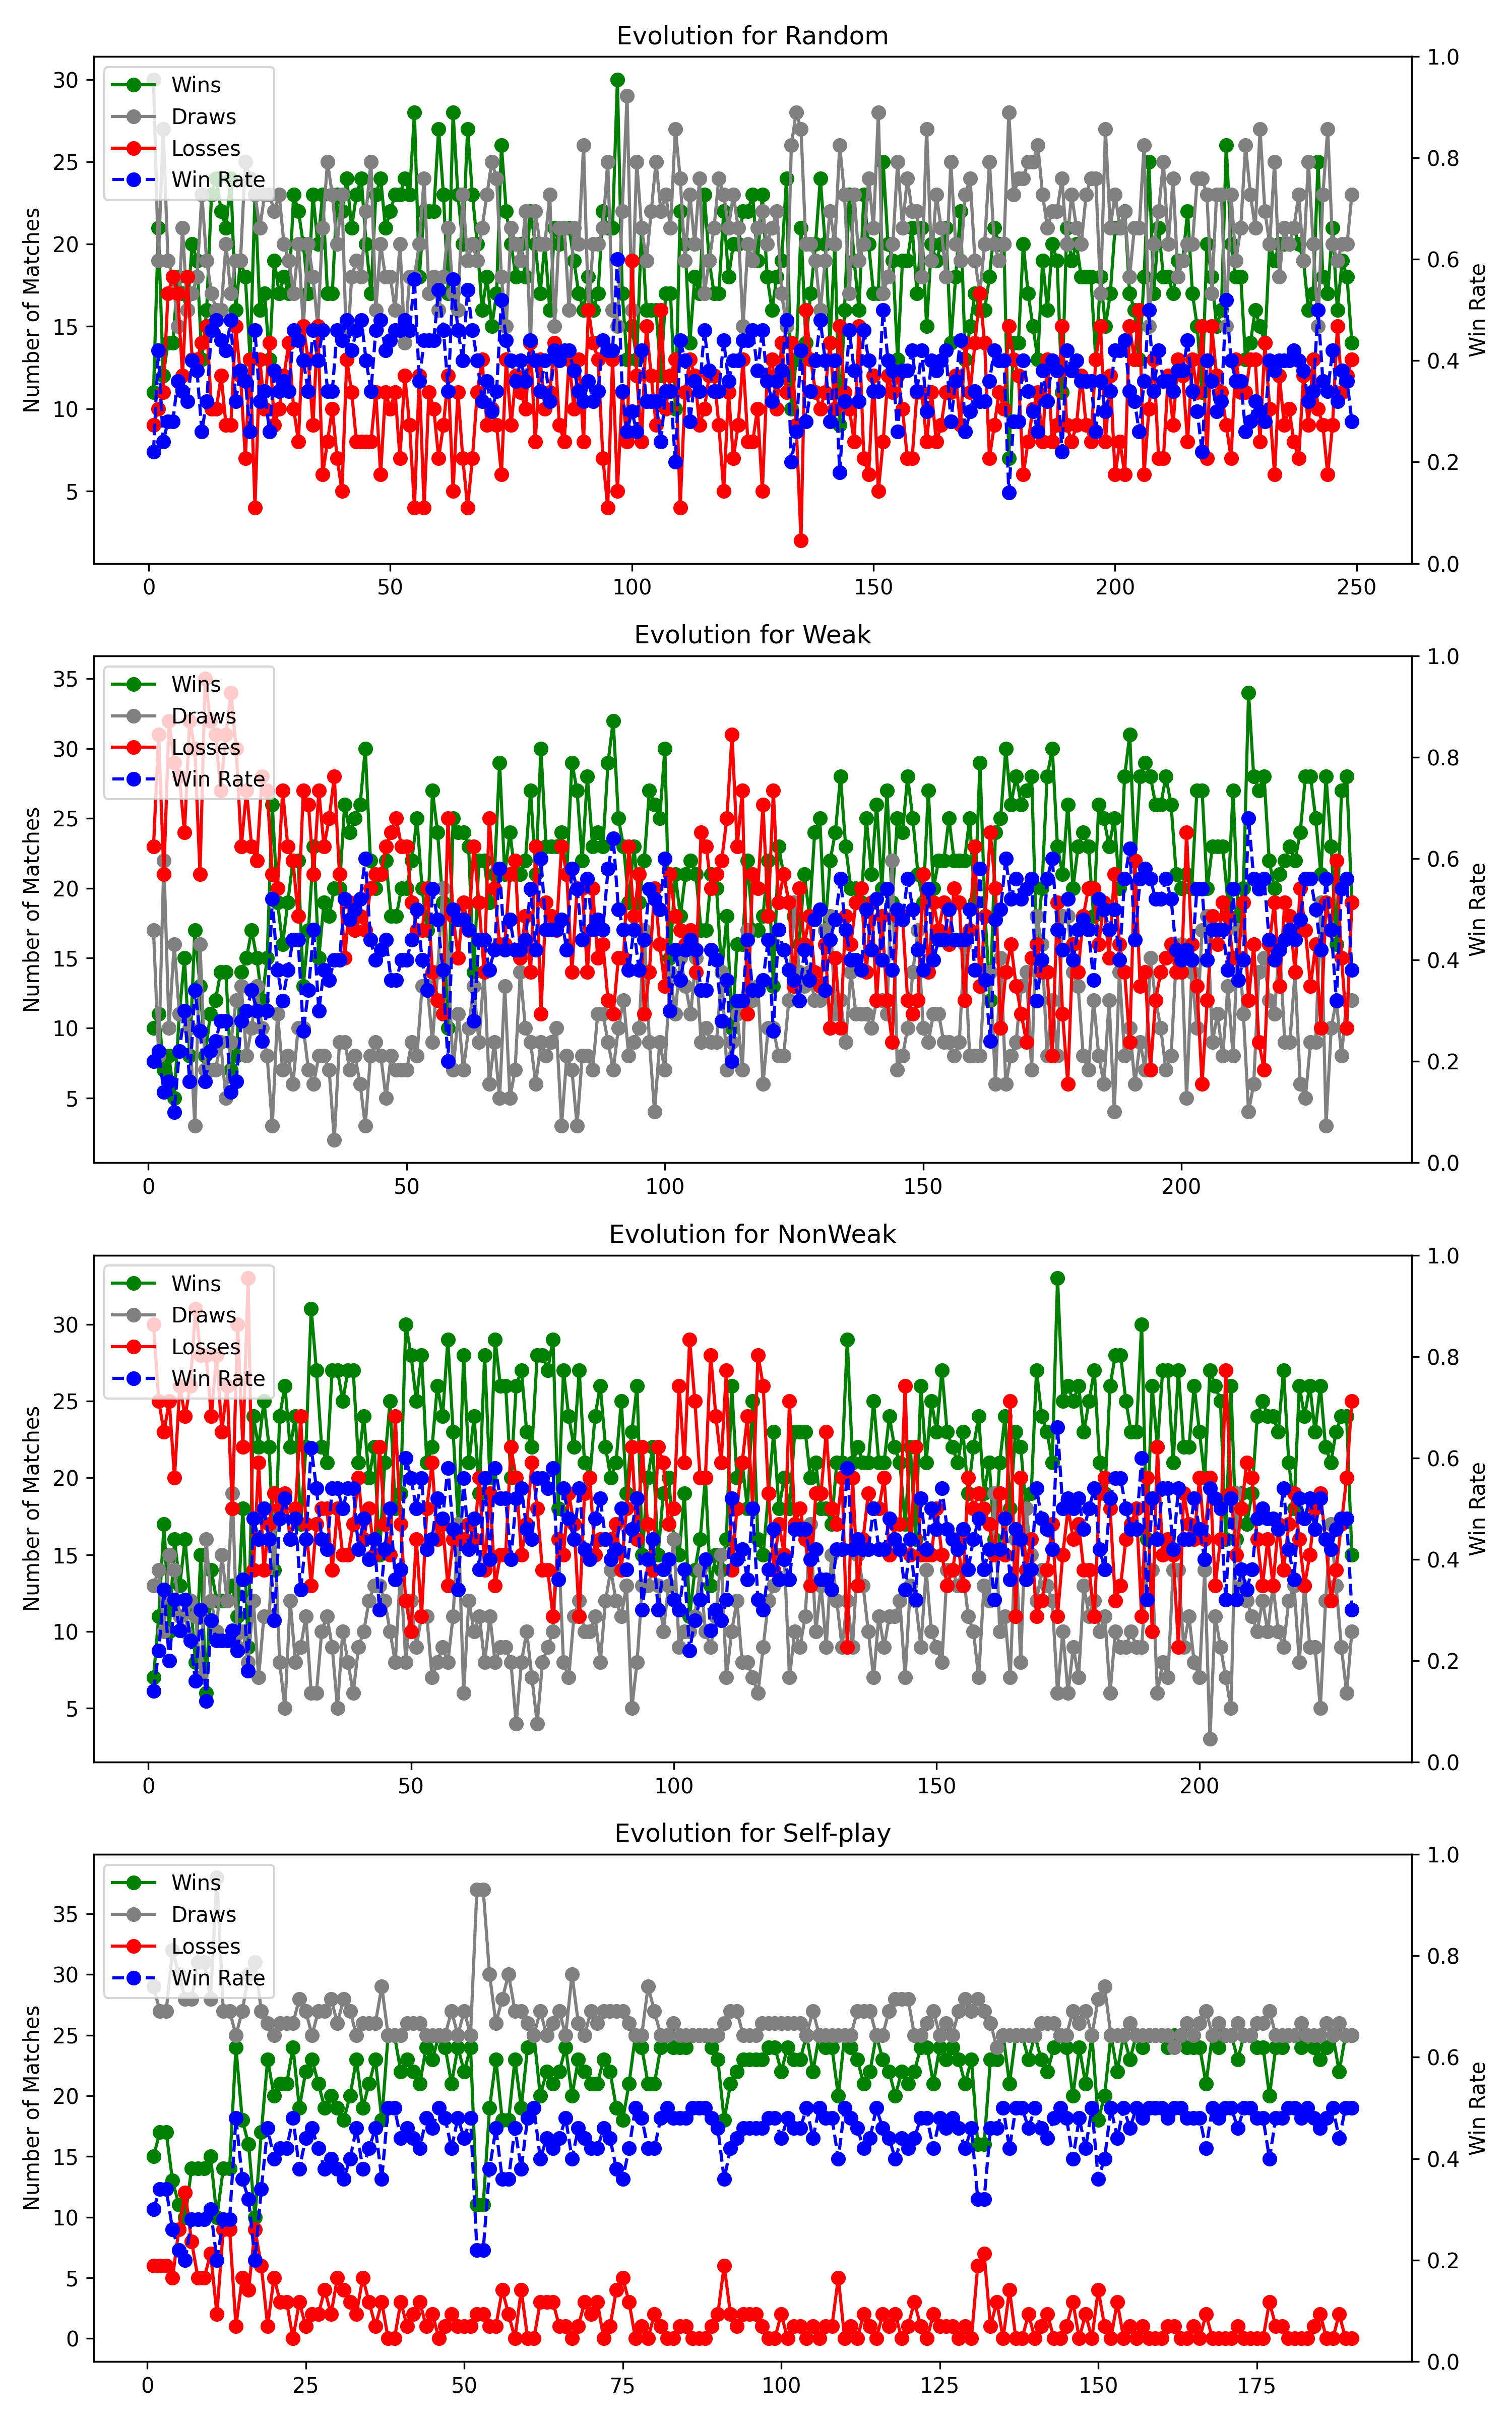 Evolution for Random
Number of Matches
30
25
20
15
10
5
Wins
Draws
Losses
Win Rate
1.0
0.8
0.6
0.4
0.2
0.0
Win Rate
0 50 100 150 200 250
Evolution for Weak
Number of Matches
35
30
25
20
15
10
5
Wins
Draws
Losses
Win Rate
1.0
0.8
0.6
0.4
0.2
0.0
Win Rate
0 50 100 150 200
Evolution for NonWeak
Number of Matches
30
25
20
15
10
5
Wins
Draws
Losses
Win Rate
1.0
0.8
0.6
0.4
0.2
0.0
Win Rate
0 50 100 150 200
Evolution for Self-play
Number of Matches
35
30
25
20
15
10
5
0
Wins
Draws
Losses
Win Rate
1.0
0.8
0.6
0.4
0.2
0.0
Win Rate
0 25 50 75 100 125 150 175